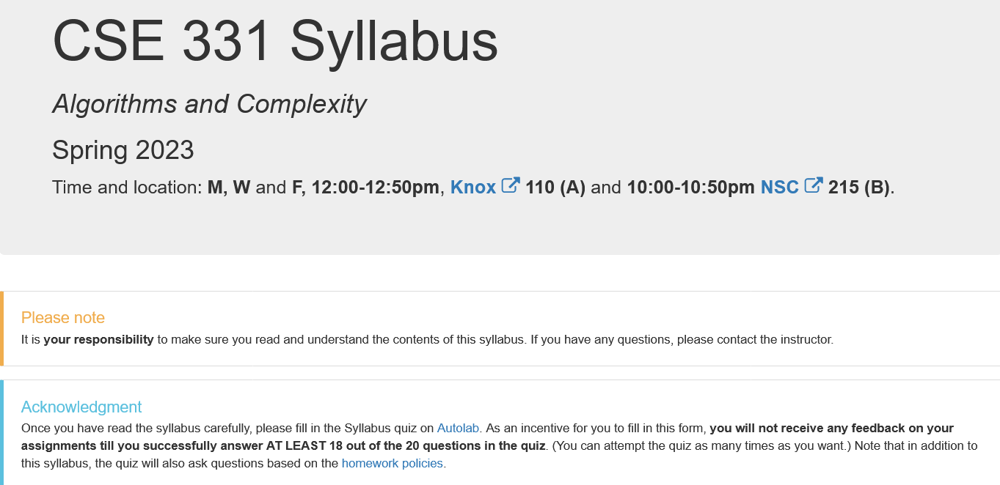 CSE 331 Syllabus
Algorithms and Complexity
Spring 2023
Time and location: M, W and F, 12:00-12:50pm, Knox 110 (A) and 10:00-10:50pm NSC 215 (B).
Please note
It is your responsibility to make sure you read and understand the contents of this syllabus. If you have any questions, please contact the instructor.
Acknowledgment
Once you have read the syllabus carefully, please fill in the Syllabus quiz on Autolab. As an incentive for you to fill in this form, you will not receive any feedback on your
assignments till you successfully answer AT LEAST 18 out of the 20 questions in the quiz. (You can attempt the quiz as many times as you want.) Note that in addition to
this syllabus, the quiz will also ask questions based on the homework policies.